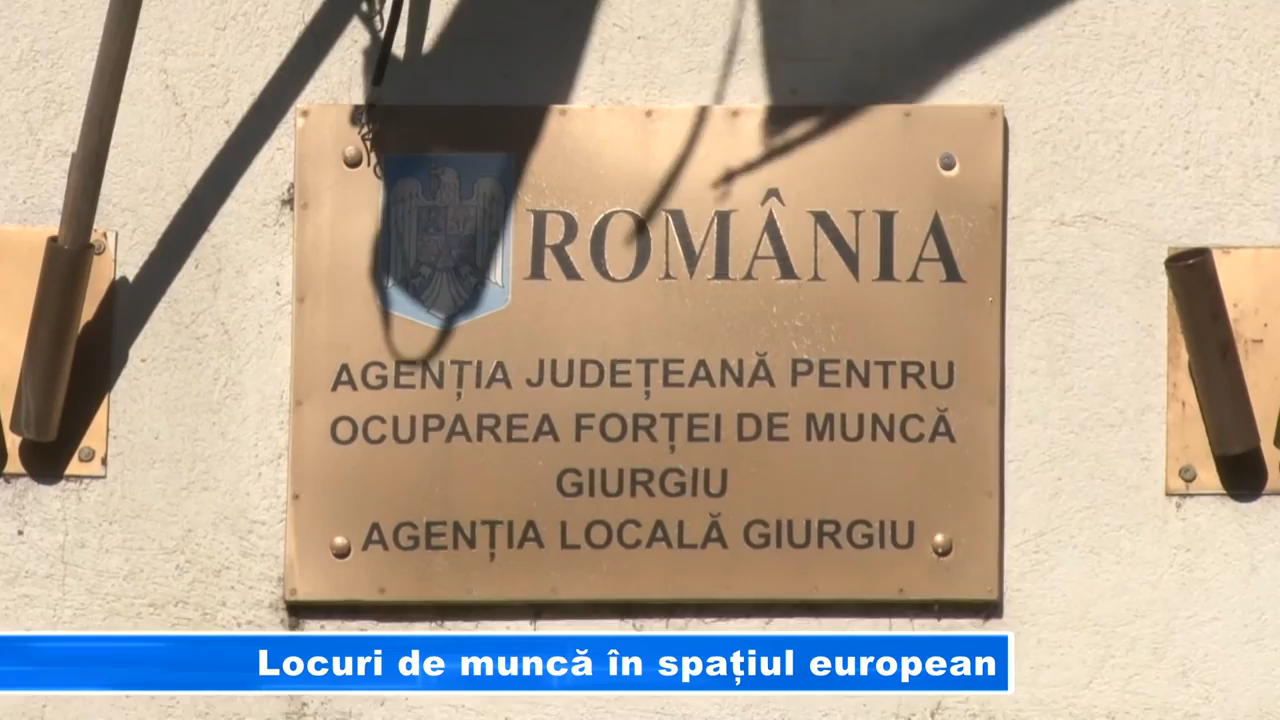 ROMÂNIA
AGENȚIA JUDEȚEANĂ PENTRU
OCUPAREA FORȚEI DE MUNCĂ
GIURGIU
AGENȚIA LOCALĂ GIURGIU
Locuri de muncă în spațiul european